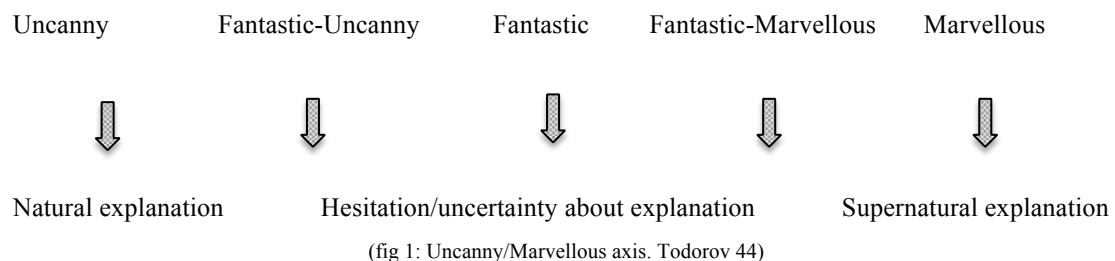 Uncanny Fantastic-Uncanny Fantastic Fantastic-Marvellous Marvellous
Natural explanation Hesitation/uncertainty about explanation Supernatural explanation
(fig 1: Uncanny/Marvellous axis. Todorov 44)